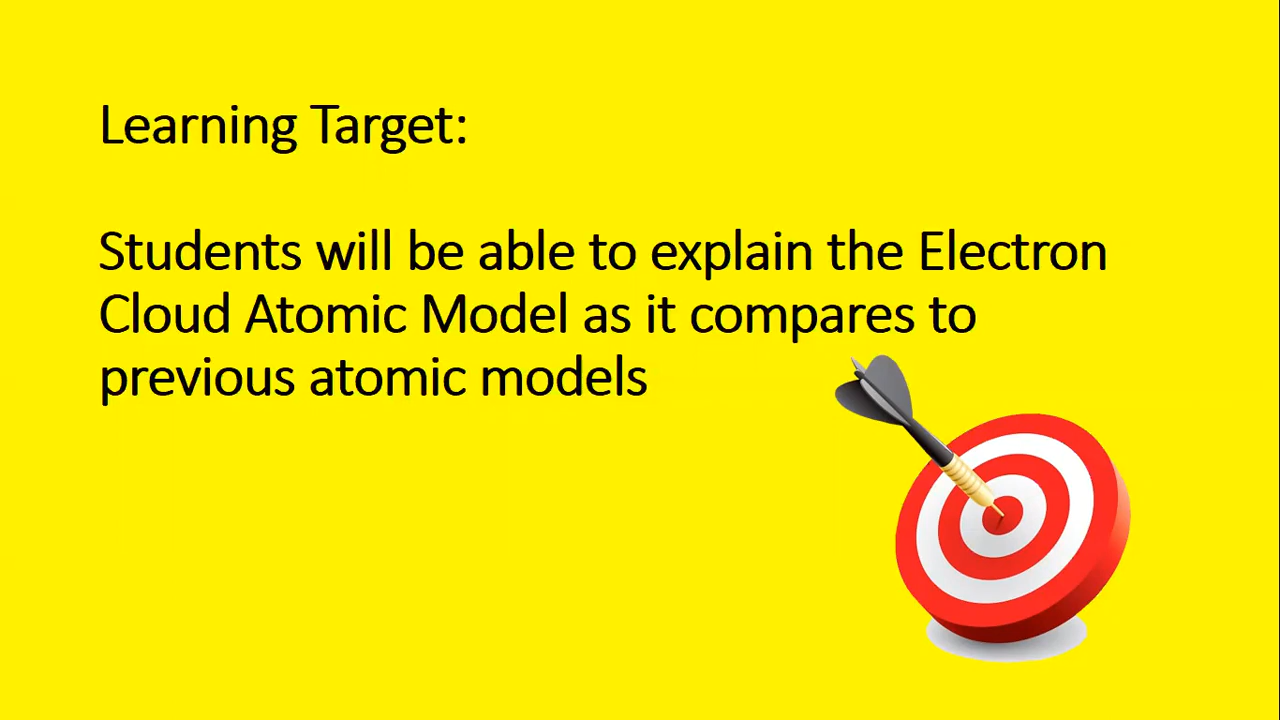 Learning Target:
Students will be able to explain the Electron
Cloud Atomic Model as it compares to
previous atomic models